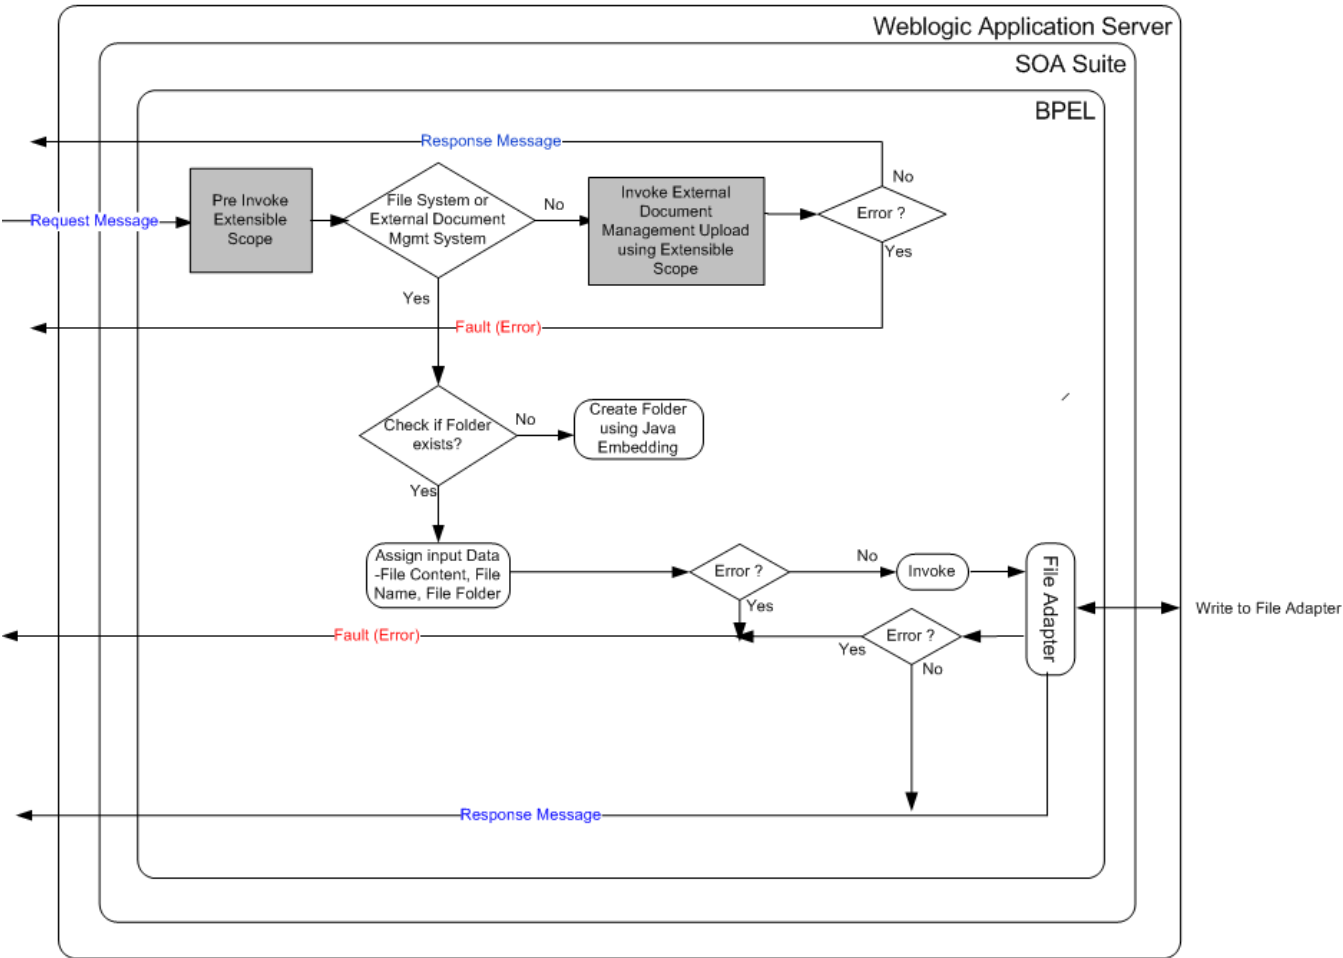 Weblogic Application Server
SOA Suite
BPEL
Response Message
No
Request Message
Pre Invoke
Extensible
Scope
File System or
External Document
Mgmt System
No
Invoke External
Document
Management Upload
using Extensible
Scope
Error ?
Yes
Yes
Fault (Error)
Check if Folder
exists?
No
Create Folder
using Java
Embedding
Yes
Assign input Data
-File Content, File
Name, File Folder
Error ?
No
Invoke
File Adapter
Write to File Adapter
Yes
Fault (Error)
Error ?
Yes
No
Response Message